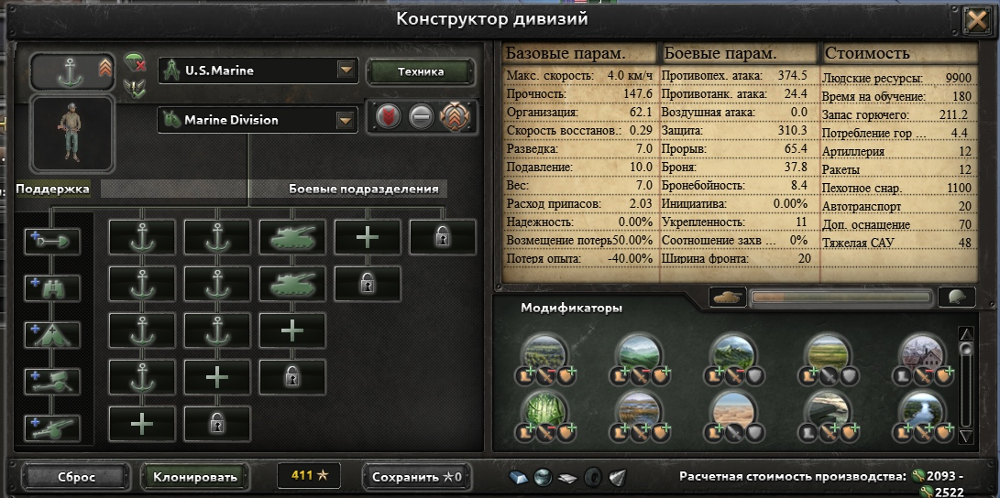 Конструктор дивизий
U.S.Marine
Техника
Marine Division
Поддержка
Боевые подразделения
Сброс
Клонировать
411
Сохранить 0
Базовые парам.
Макс. скорость: 4.0 км/ч
Прочность: 147.6
Организация: 62.1
Скорость восстанов.: 0.29
Разведка: 7.0
Подавление: 10.0
Вес: 7.0
Расход припасов: 2.03
Надежность: 0.00%
Возмещение потерь50.00%
Потеря опыта: -40.00%
Боевые парам.
Противопех. атака: 374.5
Противотанк. атака: 24.4
Воздушная атака: 0.0
Защита: 310.3
Прорыв: 65.4
Броня: 37.8
Бронебойность: 8.4
Инициатива: 0.00%
Укрепленность: 11
Соотношение захв ... 0%
Ширина фронта: 20
Стоимость
Людские ресурсы: 9900
Время на обучение: 180
Запас горючего: 211.2
Потребление гор ... 4.4
Артиллерия 12
Ракеты 12
Пехотное снар. 1100
Автотранспорт 20
Доп. оснащение 70
Тяжелая САУ 48
Модификаторы
Расчетная стоимость производства: 2093 -
2522